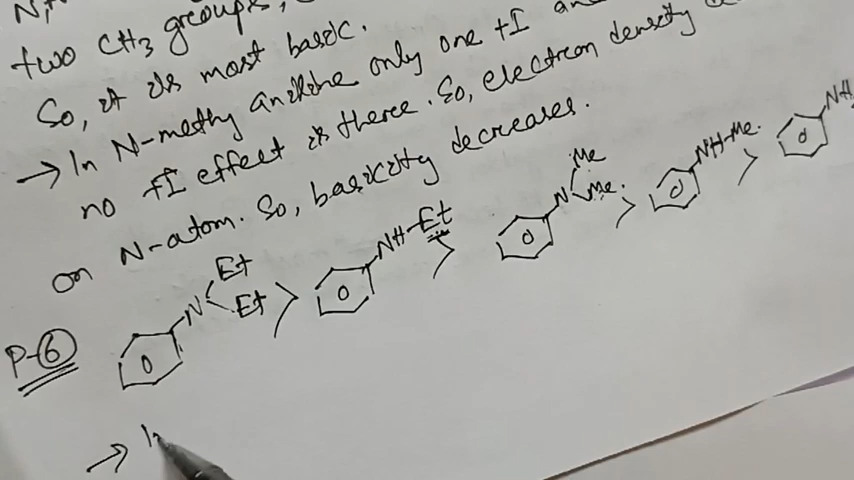 two CH3 groups,
So, it is most basic.
→ In N-methy aniline only one +I and
no +I effect is there. So, electron density
on N-atom. So, basicity decreases.
P-6
N Et Et > NH-Et > N Me Me. > NH-Me. > NH
→ In